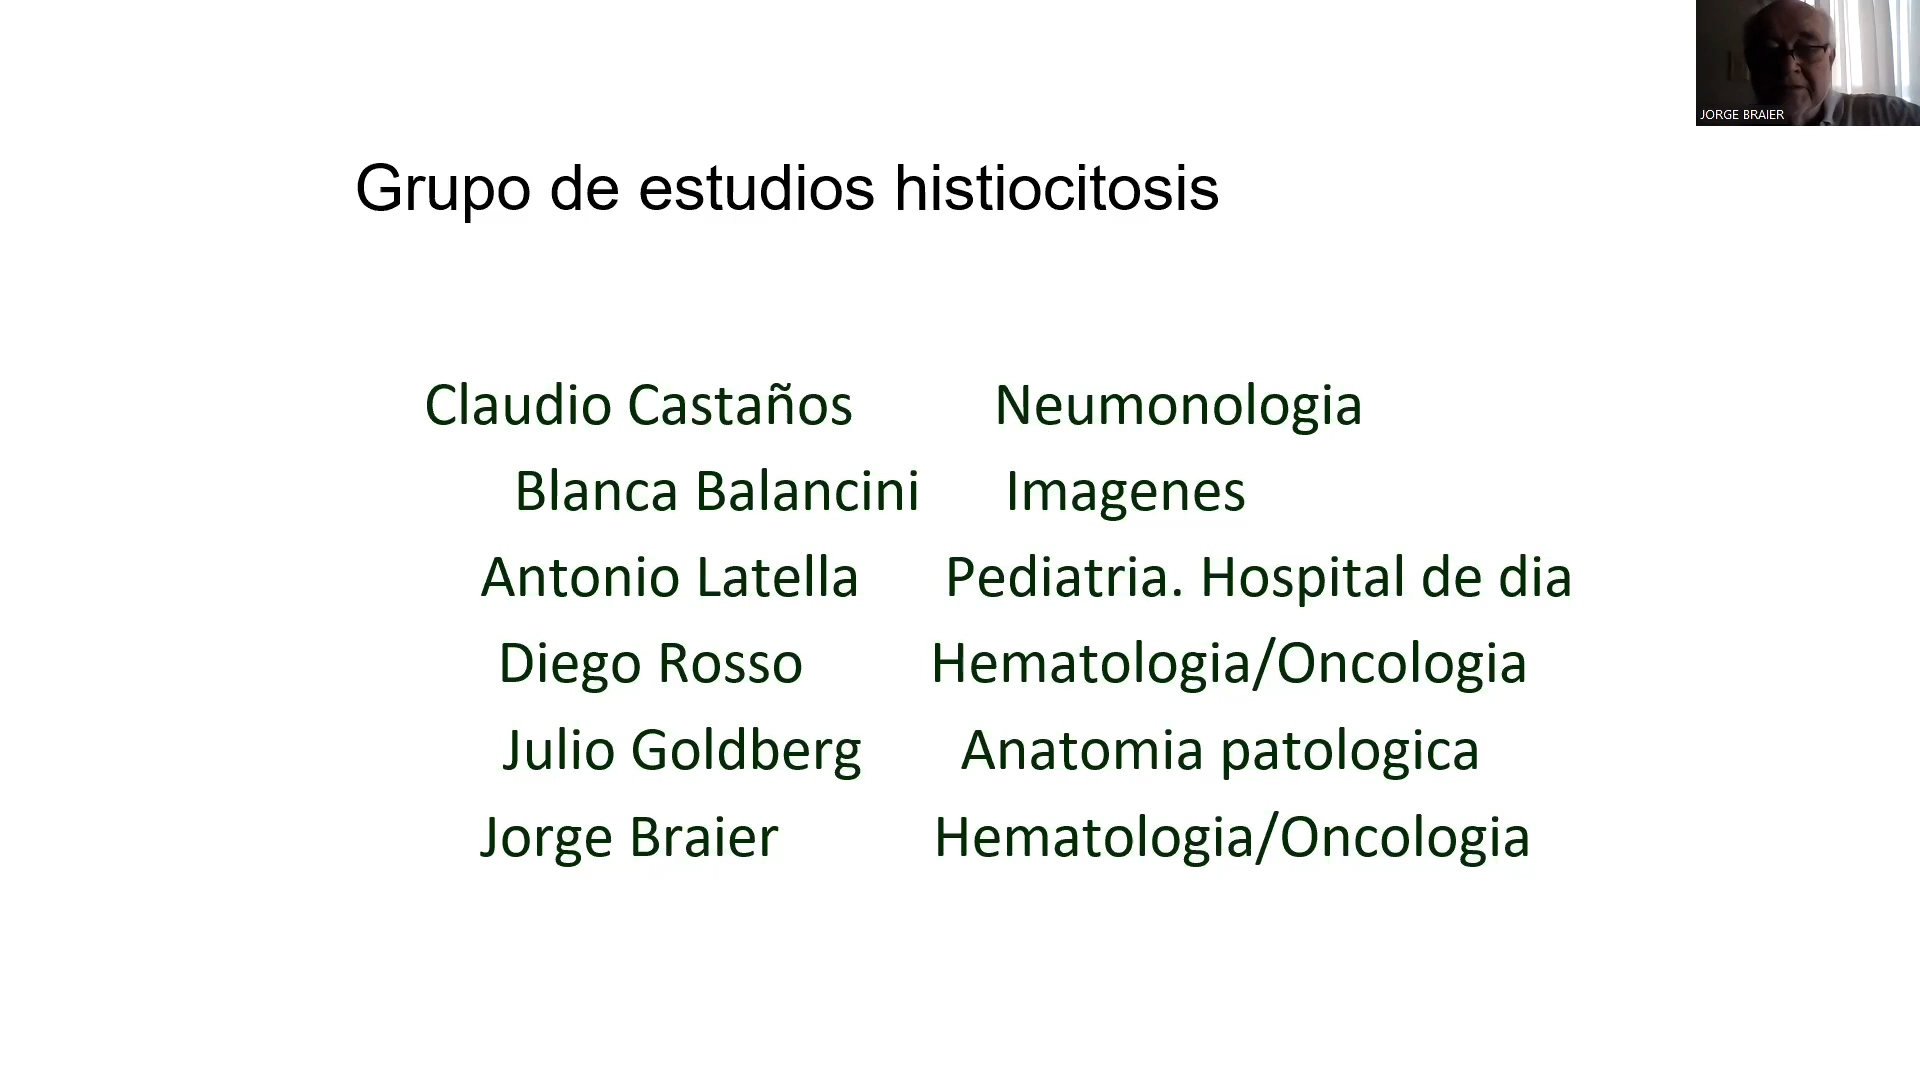 JORGE BRAIER
Grupo de estudios histiocitosis
Claudio Castaños Neumonologia
Blanca Balancini Imagenes
Antonio Latella Pediatria. Hospital de dia
Diego Rosso Hematologia/Oncologia
Julio Goldberg Anatomia patologica
Jorge Braier Hematologia/Oncologia